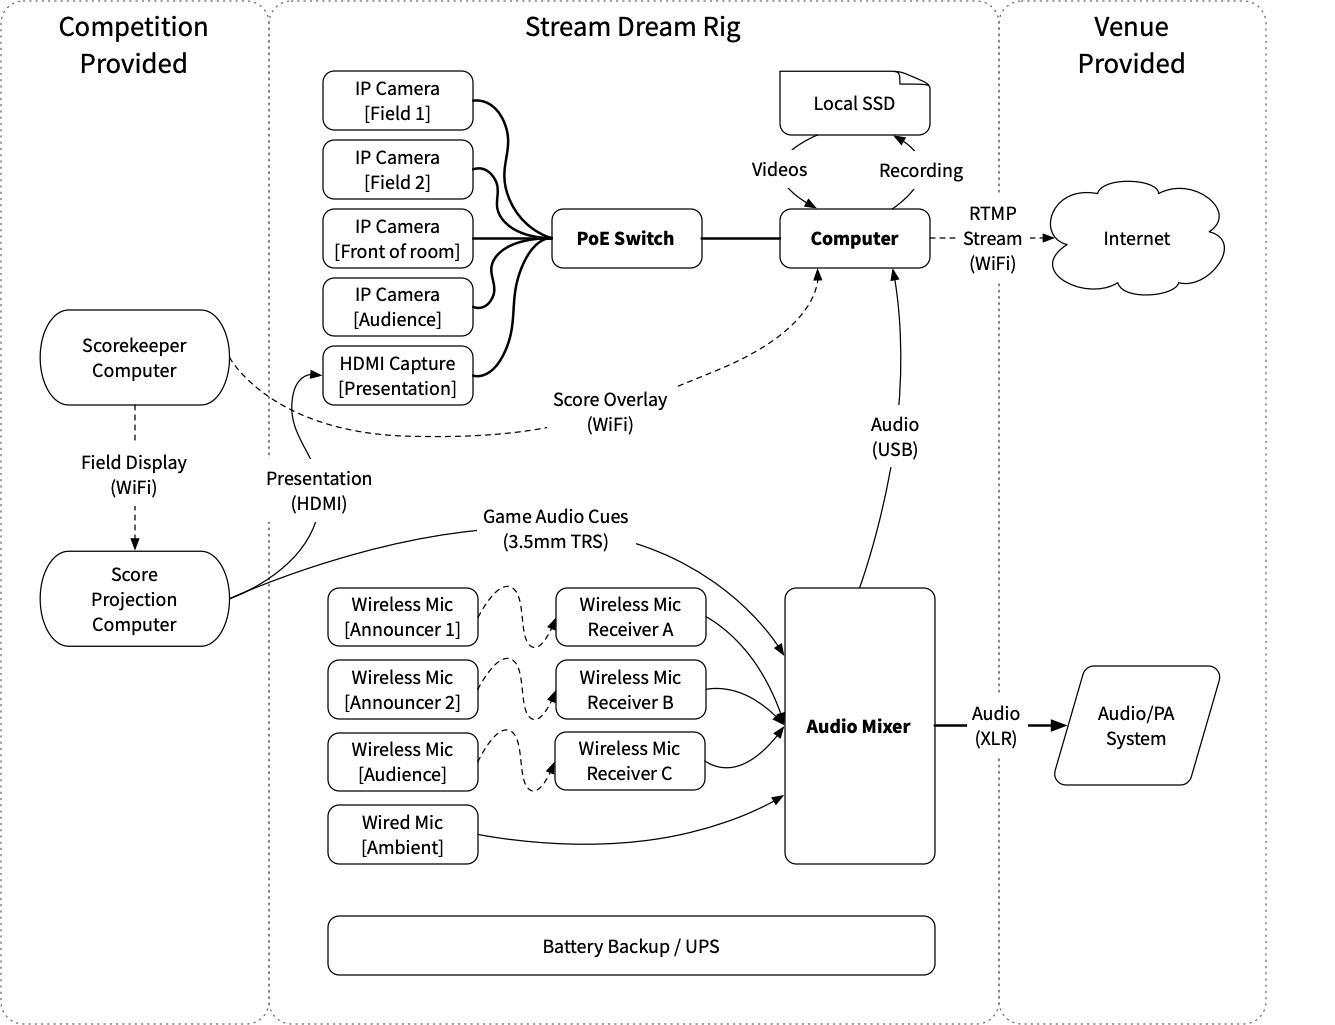 Competition
Provided
Stream Dream Rig
Venue
Provided
IP Camera
[Field 1]
IP Camera
[Field 2]
IP Camera
[Front of room]
IP Camera
[Audience]
HDMI Capture
[Presentation]
PoE Switch
Local SSD
Videos
Recording
Computer
RTMP
Stream
(WiFi)
Internet
Scorekeeper
Computer
Score Overlay
(WiFi)
Audio
(USB)
Field Display
(WiFi)
Presentation
(HDMI)
Game Audio Cues
(3.5mm TRS)
Score
Projection
Computer
Wireless Mic
[Announcer 1]
Wireless Mic
Receiver A
Wireless Mic
[Announcer 2]
Wireless Mic
Receiver B
Wireless Mic
[Audience]
Wireless Mic
Receiver C
Wired Mic
[Ambient]
Audio Mixer
Audio
(XLR)
Audio/PA
System
Battery Backup / UPS